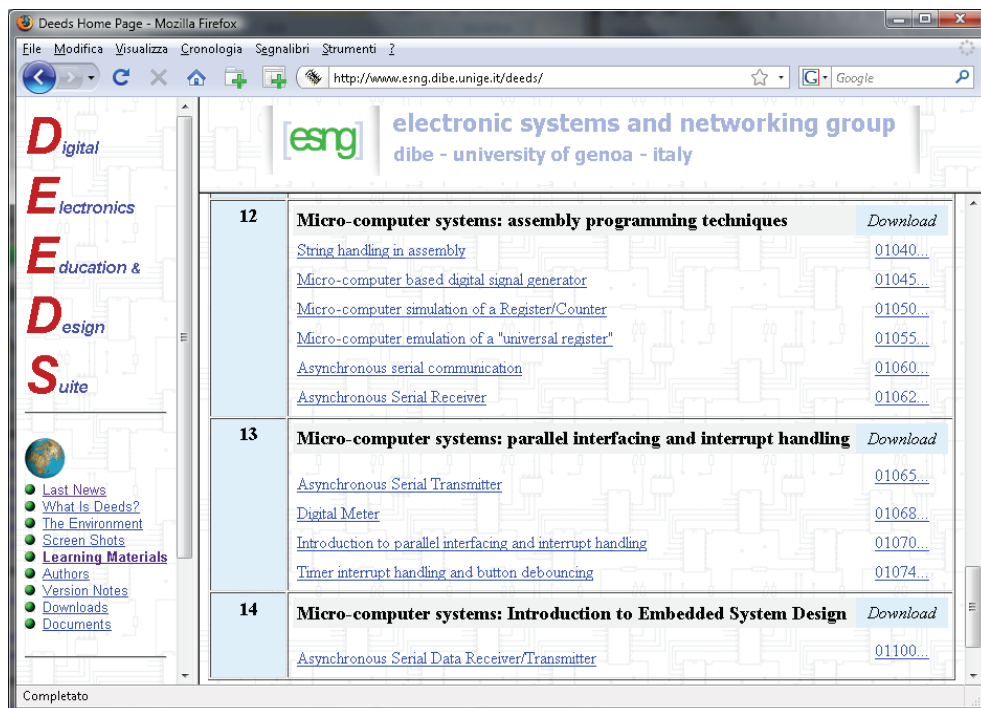 Deeds Home Page - Mozilla Firefox
File Modifica Visualizza Cronologia Segnalibri Strumenti ?
http://www.esng.dibe.unige.it/deeds/ G Google
Digital
Electronics
Education &
Design
Suite
Last News
What Is Deeds?
The Environment
Screen Shots
Learning Materials
Authors
Version Notes
Downloads
Documents
[esng] electronic systems and networking group
dibe - university of genoa - italy
12 Micro-computer systems: assembly programming techniques Download
String handling in assembly 01040...
Micro-computer based digital signal generator 01045...
Micro-computer simulation of a Register/Counter 01050...
Micro-computer emulation of a "universal register" 01055...
Asynchronous serial communication 01060...
Asynchronous Serial Receiver 01062...
13 Micro-computer systems: parallel interfacing and interrupt handling Download
Asynchronous Serial Transmitter 01065...
Digital Meter 01068...
Introduction to parallel interfacing and interrupt handling 01070...
Timer interrupt handling and button debouncing 01074...
14 Micro-computer systems: Introduction to Embedded System Design Download
Asynchronous Serial Data Receiver/Transmitter 01100...
Completato